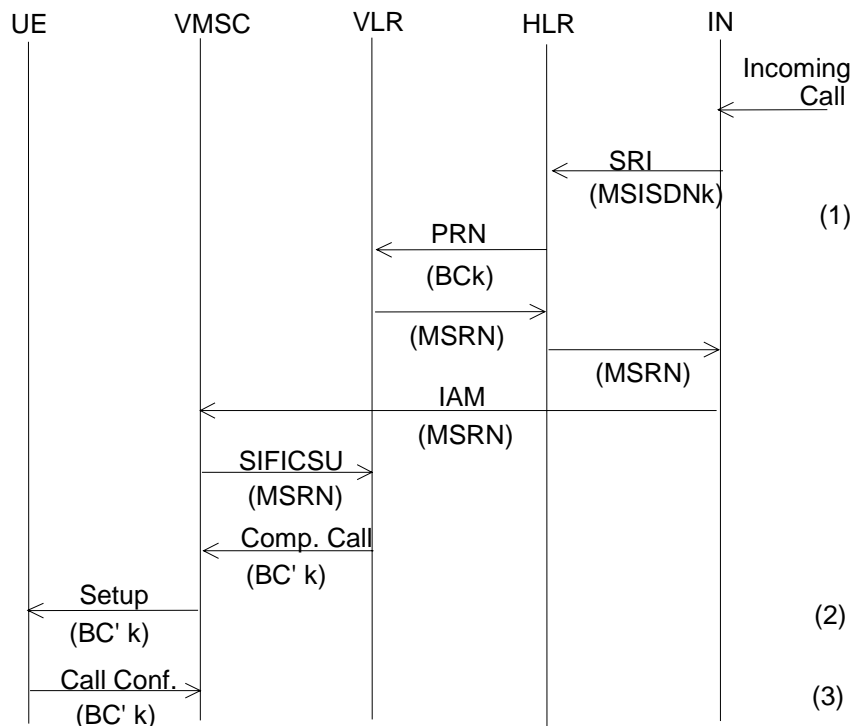 UE VMSC VLR HLR IN
Incoming
Call
SRI
(MSISDNk)
(1)
PRN
(BCk)
(MSRN)
(MSRN)
IAM
(MSRN)
SIFICSU
(MSRN)
Comp. Call
(BC' k)
Setup
(BC' k)
(2)
Call Conf.
(BC' k)
(3)